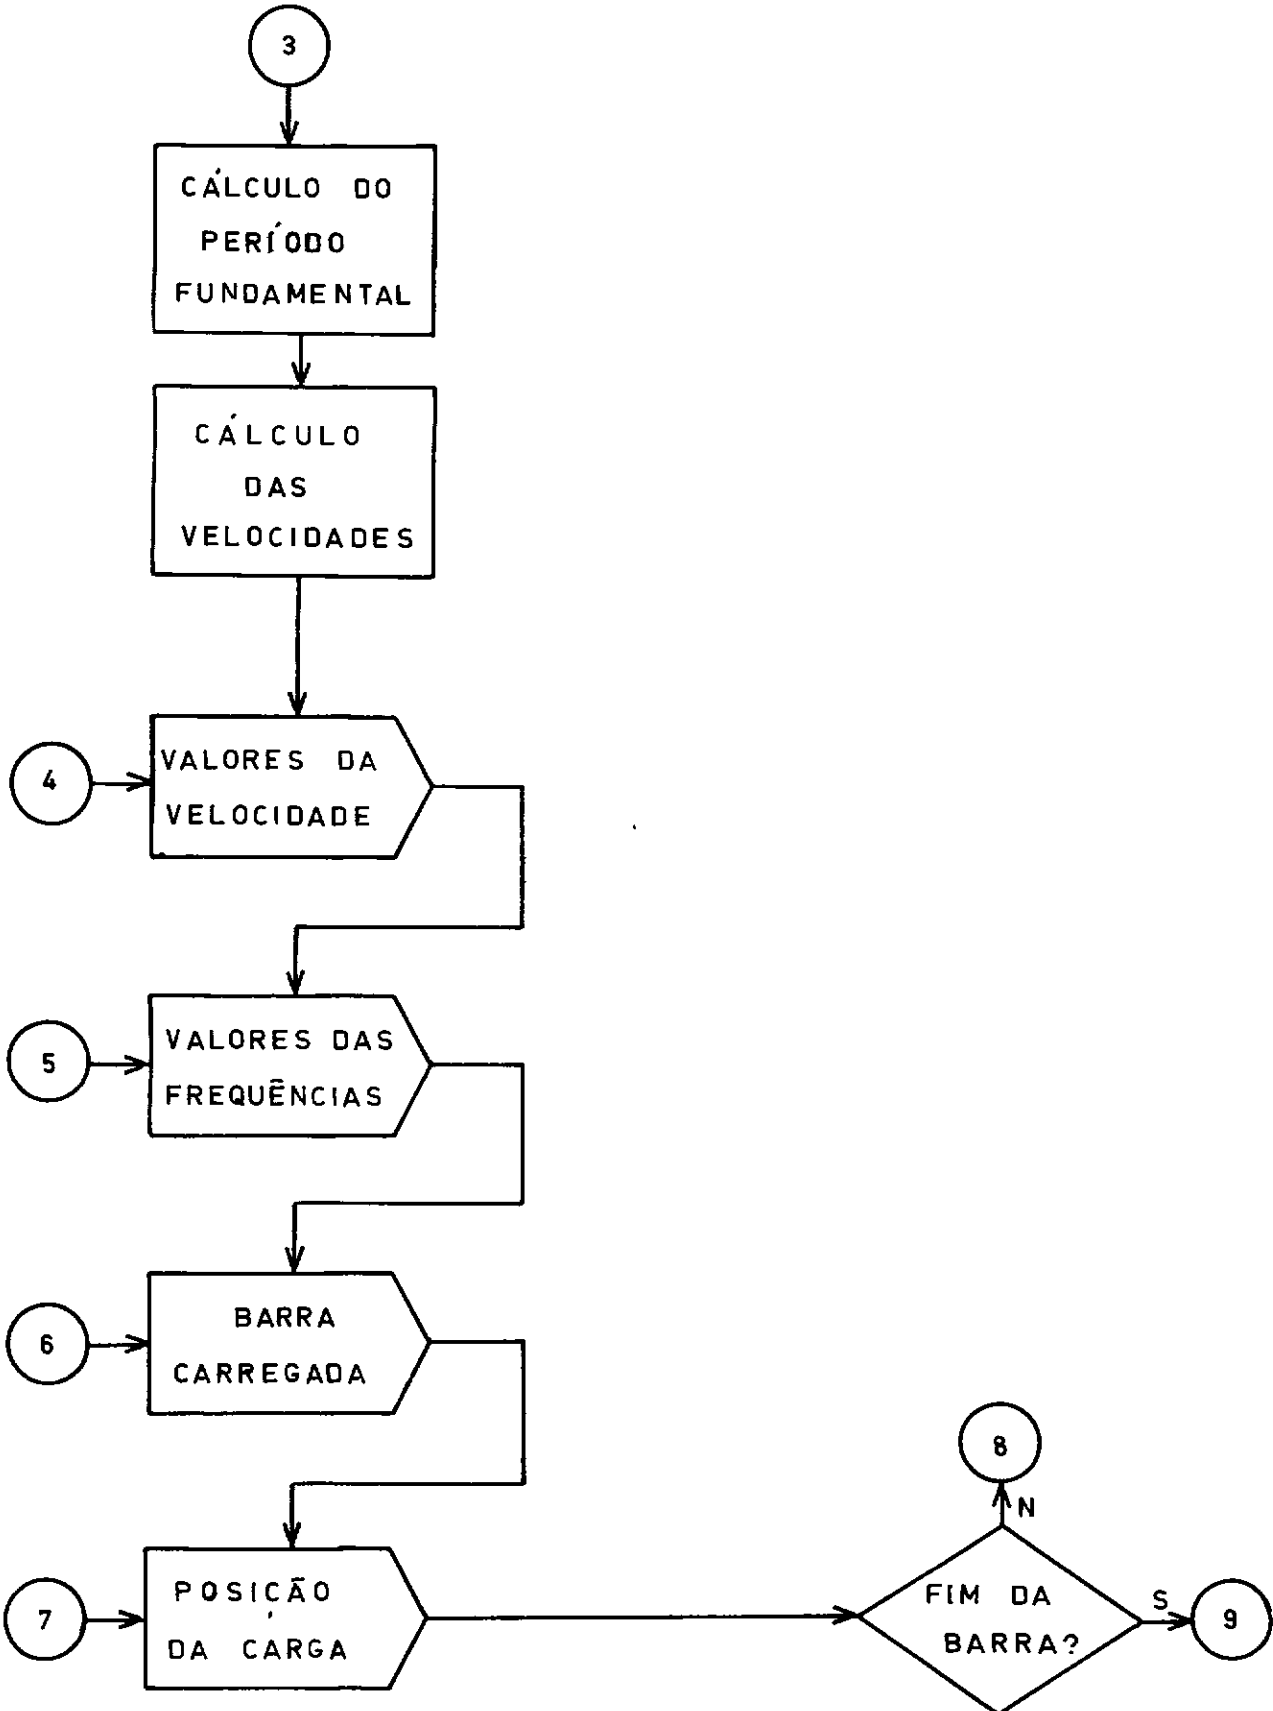 3
CÁLCULO DO
PERÍODO
FUNDAMENTAL
CÁLCULO
DAS
VELOCIDADES
4
VALORES DA
VELOCIDADE
5
VALORES DAS
FREQUÊNCIAS
6
BARRA
CARREGADA
7
POSIÇÃO
DA CARGA
8
N
FIM DA
BARRA?
S
9